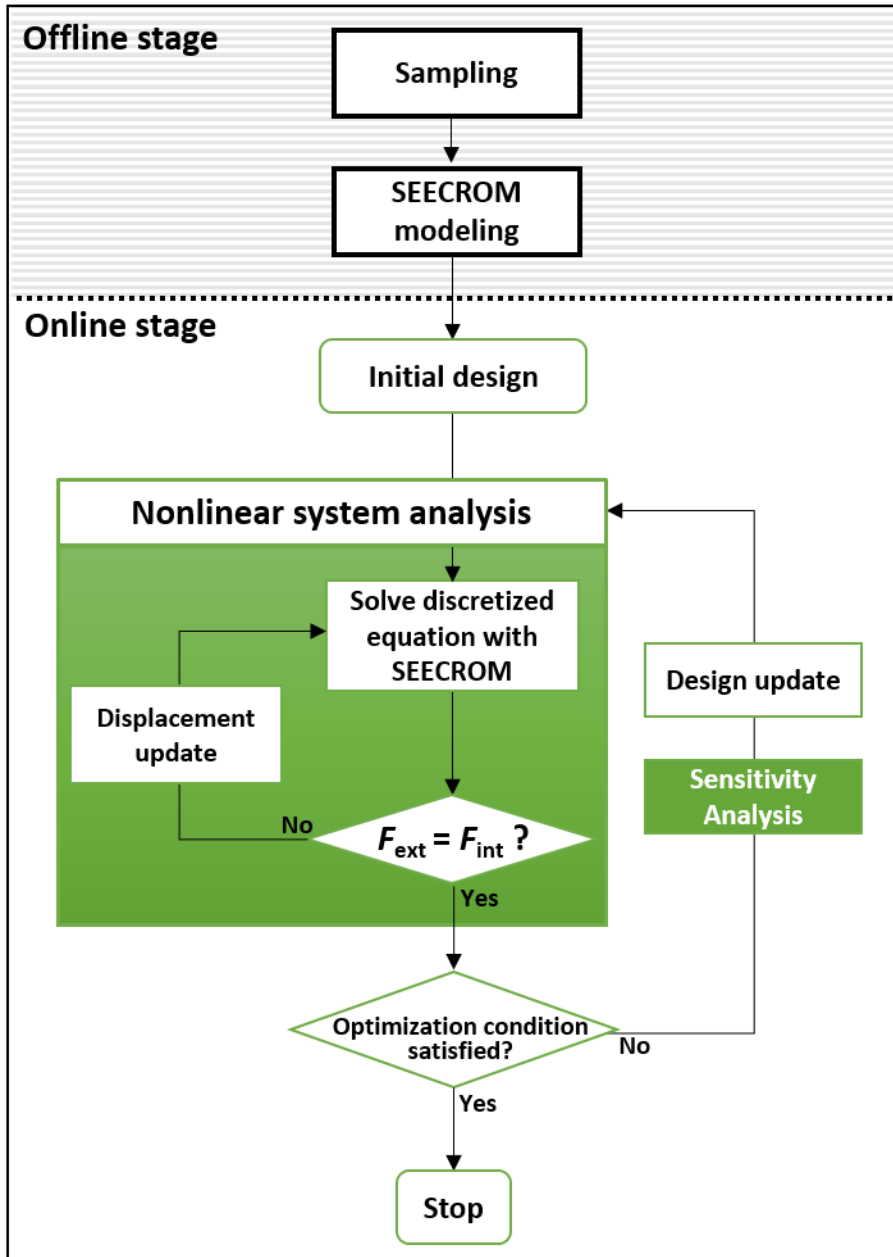 Offline stage
Sampling
SEECROM
modeling
Online stage
Initial design
Nonlinear system analysis
Solve discretized
equation with
SEECROM
Displacement
update
No
Fext = Fint ?
Yes
Design update
Sensitivity
Analysis
Optimization condition
satisfied?
No
Yes
Stop